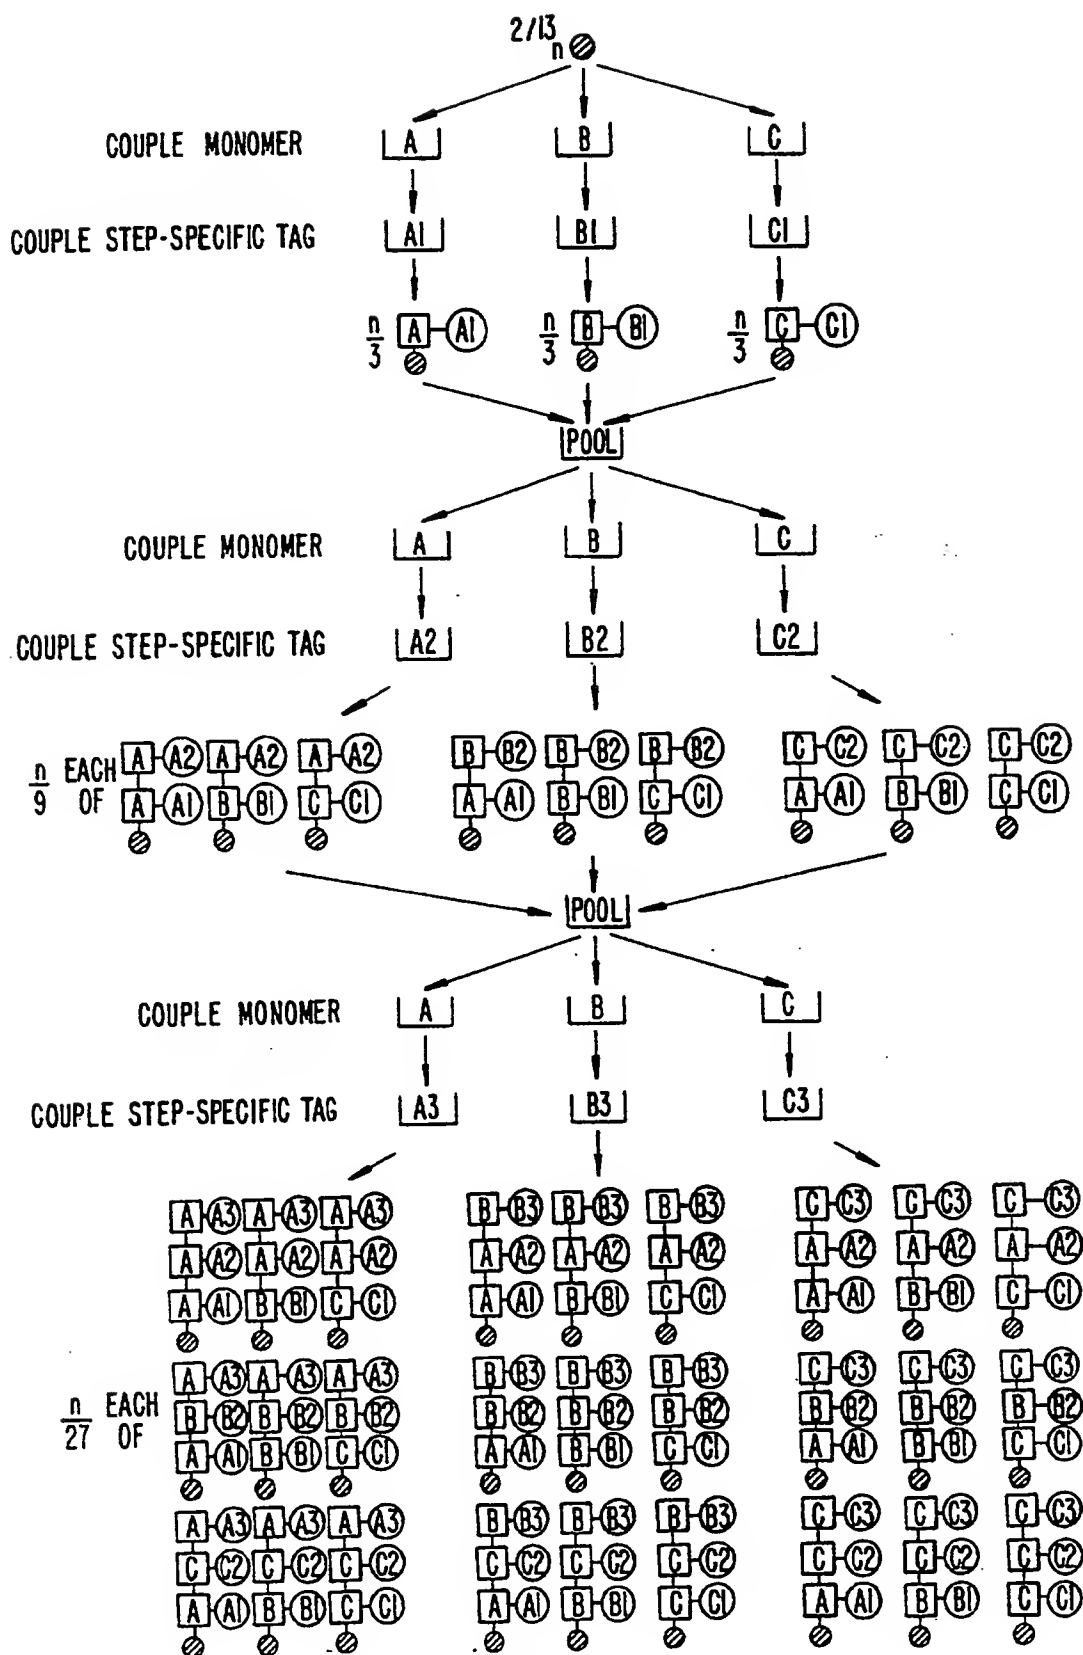 2/13
n
COUPLE MONOMER A B C
COUPLE STEP-SPECIFIC TAG A1 B1 C1
n/3 A A1 n/3 B B1 n/3 C C1
POOL
COUPLE MONOMER A B C
COUPLE STEP-SPECIFIC TAG A2 B2 C2
n/9 EACH OF
A A2 A A2 A A2 B B2 B B2 B B2 C C2 C C2 C C2
A A1 B B1 C C1 A A1 B B1 C C1 A A1 B B1 C C1
POOL
COUPLE MONOMER A B C
COUPLE STEP-SPECIFIC TAG A3 B3 C3
A A3 A A3 A A3 B B3 B B3 B B3 C C3 C C3 C C3
A A2 A A2 A A2 A A2 A A2 A A2 A A2 A A2 A A2
A A1 B B1 C C1 A A1 B B1 C C1 A A1 B B1 C C1
n/27 EACH OF
A A3 A A3 A A3 B B3 B B3 B B3 C C3 C C3 C C3
B B2 B B2 B B2 B B2 B B2 B B2 B B2 B B2 B B2
A A1 B B1 C C1 A A1 B B1 C C1 A A1 B B1 C C1
A A3 A A3 A A3 B B3 B B3 B B3 C C3 C C3 C C3
C C2 C C2 C C2 C C2 C C2 C C2 C C2 C C2 C C2
A A1 B B1 C C1 A A1 B B1 C C1 A A1 B B1 C C1